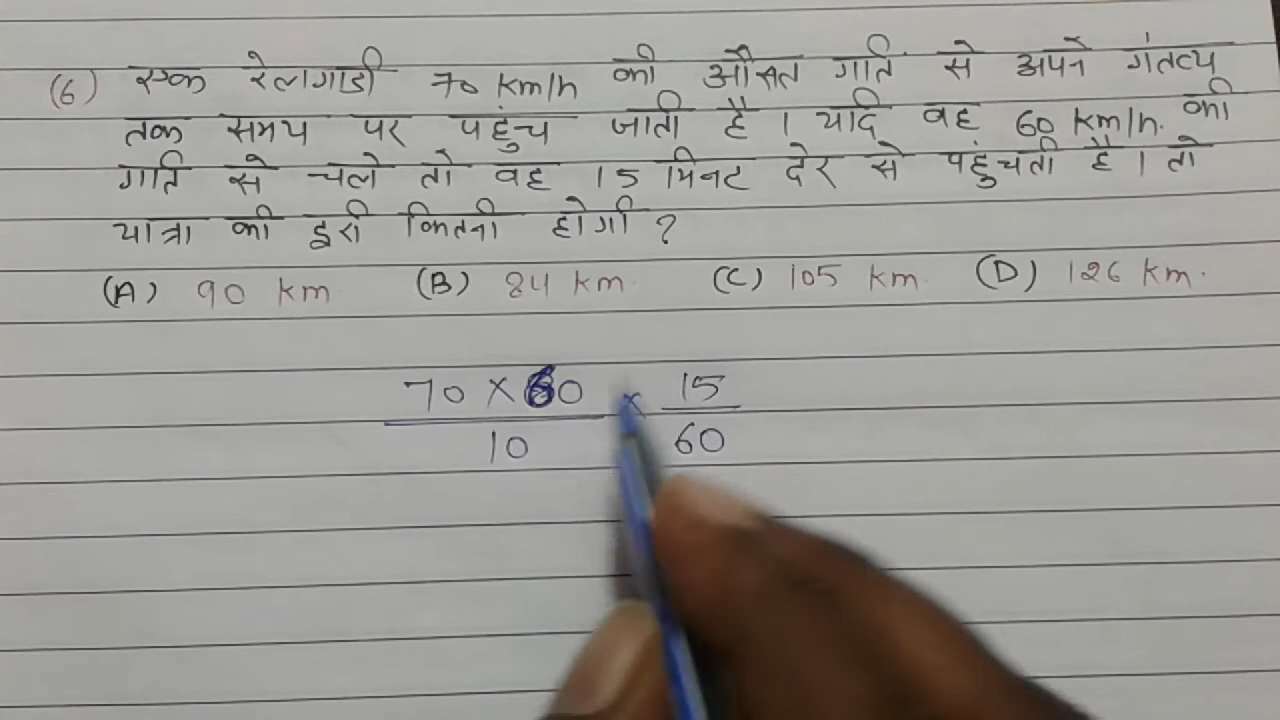 (6) एक रेलगाडी 70 km/h की औसत गति से अपने गंतव्य
तक समय पर पहुंच जाती है । यदि वह 60 km/h. की
गति से चले तो वह 15 मिनट देर से पहुंचती है । तो
यात्रा की दूरी कितनी होगी ?
(A) 90 km (B) 84 km. (C) 105 km. (D) 126 km.
70 × 60 × 15
10 60